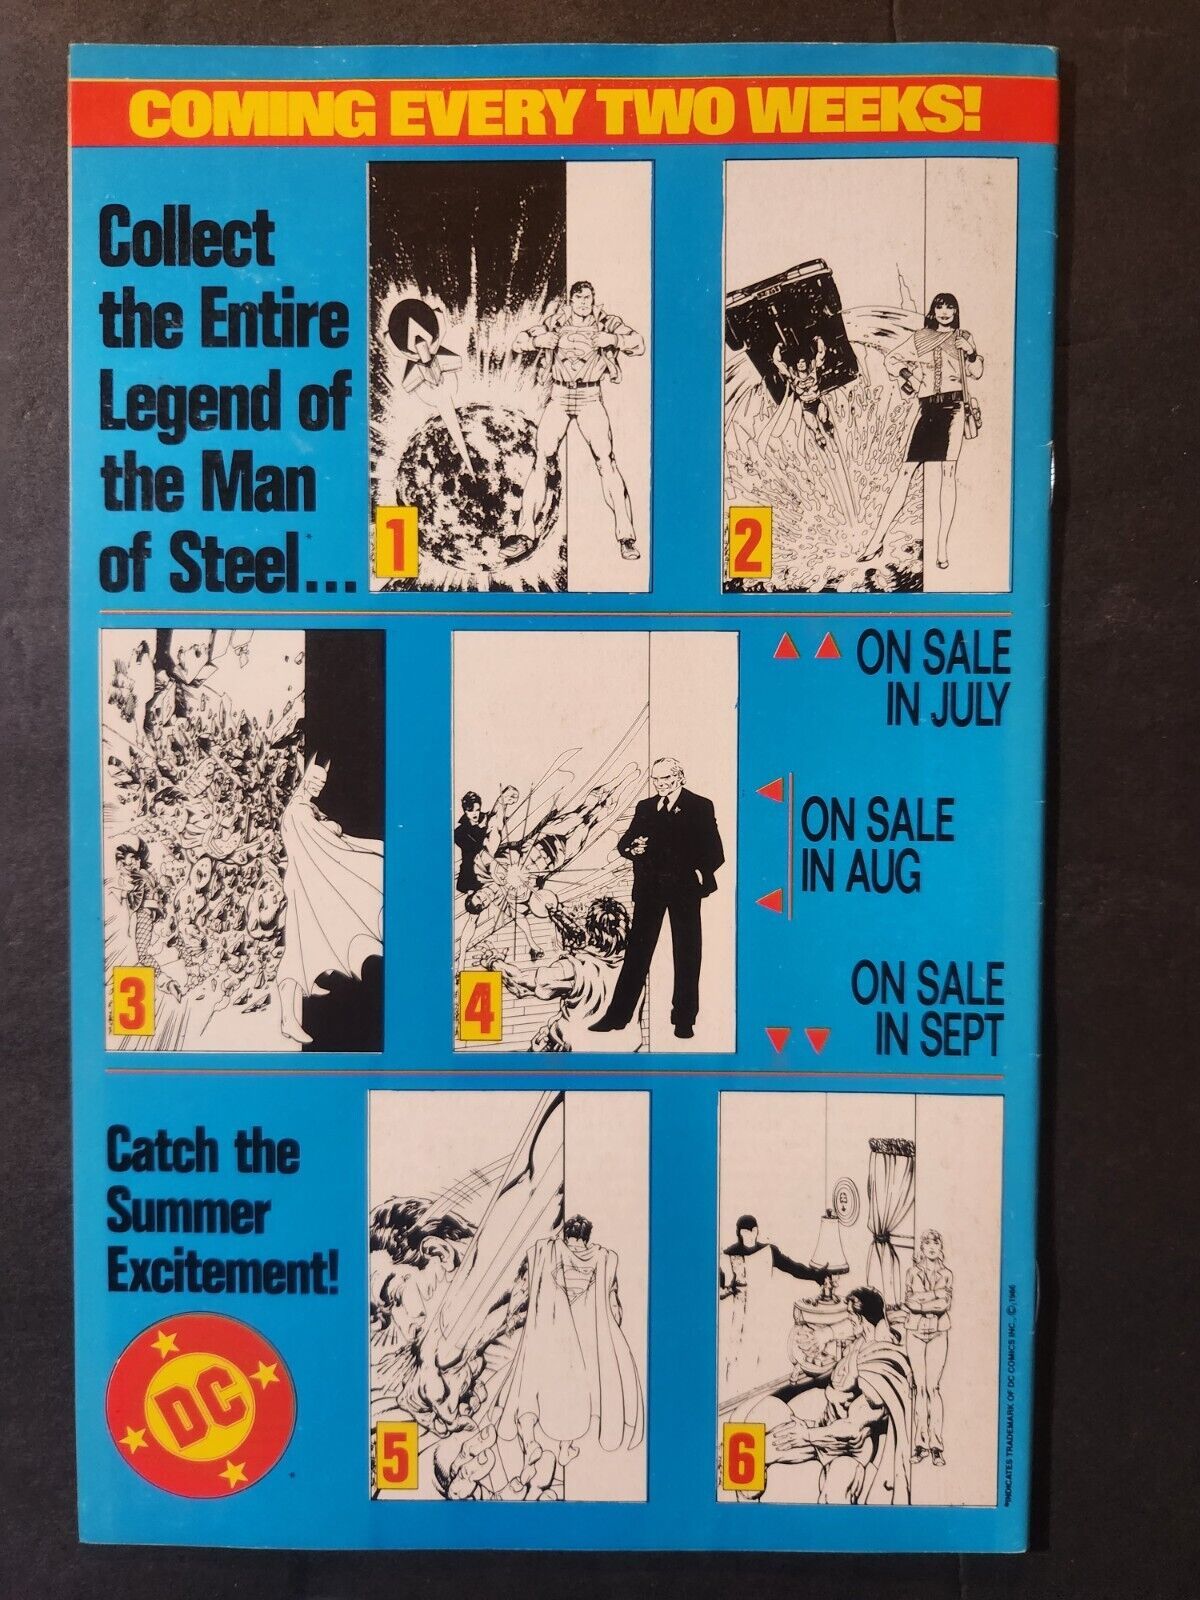 COMING EVERY TWO WEEKS!
Collect
the Entire
Legend of
the Man
of Steel*...
1
2
ON SALE
IN JULY
3
4
ON SALE
IN AUG
ON SALE
IN SEPT
Catch the
Summer
Excitement!
DC
*
5
6
*INDICATES TRADEMARK OF DC COMICS INC., © 1986